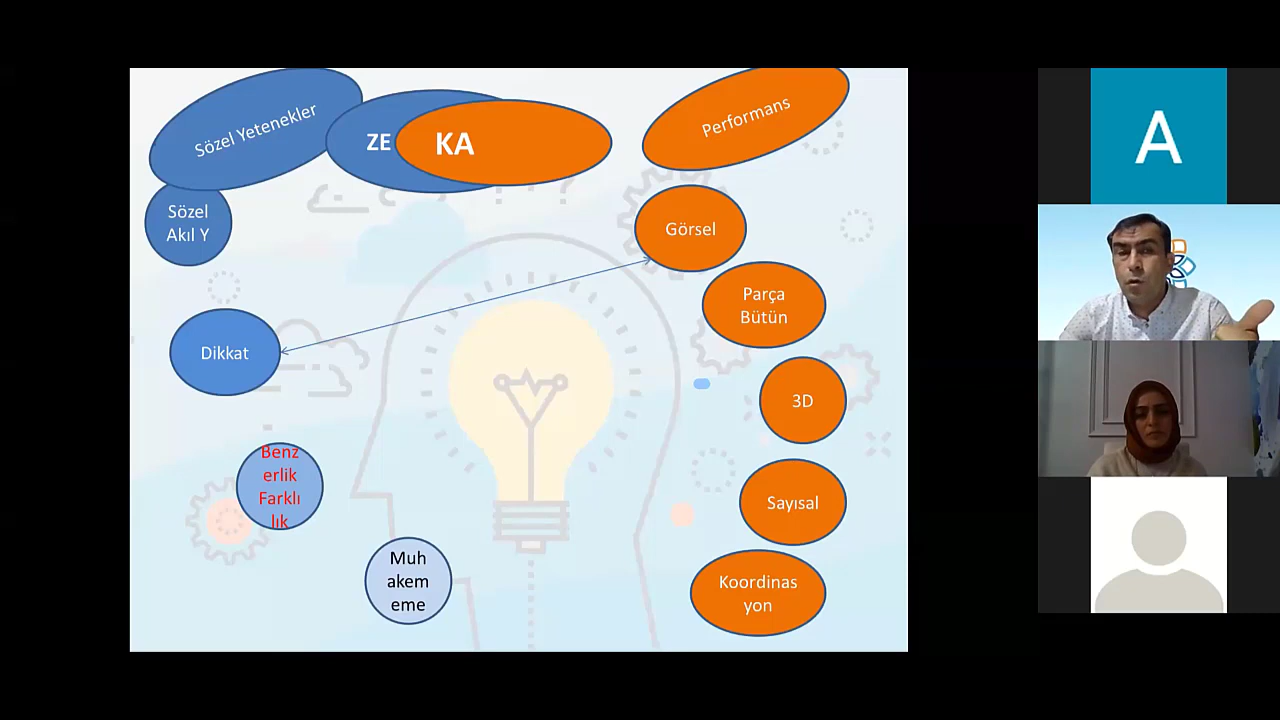 Sözel Yetenekler
ZE
KA
Performans
Sözel
Akıl Y
Görsel
Parça
Bütün
Dikkat
3D
Benz
erlik
Farklı
lık
Sayısal
Muh
akem
eme
Koordinas
yon
A